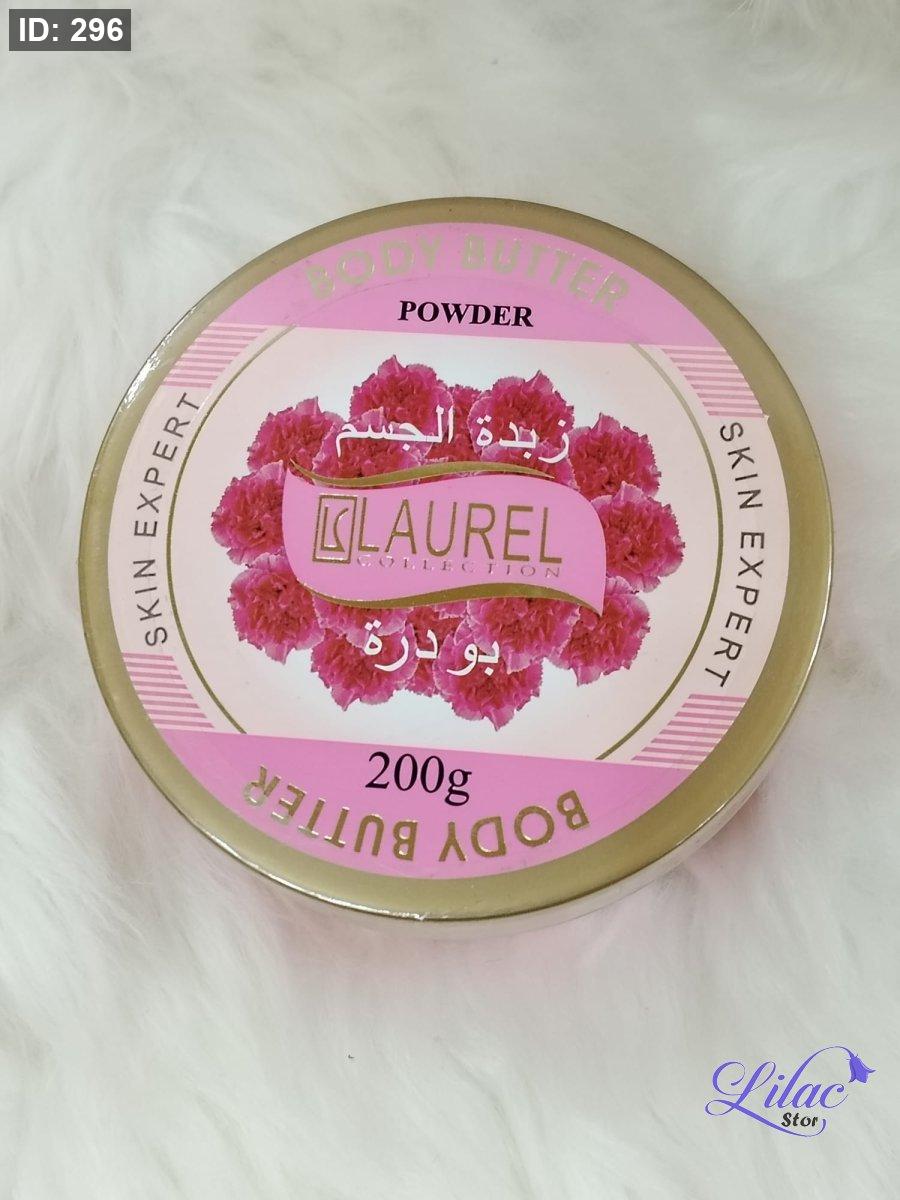 ID: 296
BODY BUTTER
POWDER
SKIN EXPERT
SKIN EXPERT
زبدة الجسم
LS LAUREL
COLLECTION
بودرة
200g
BODY BUTTER
Lilac
Stor